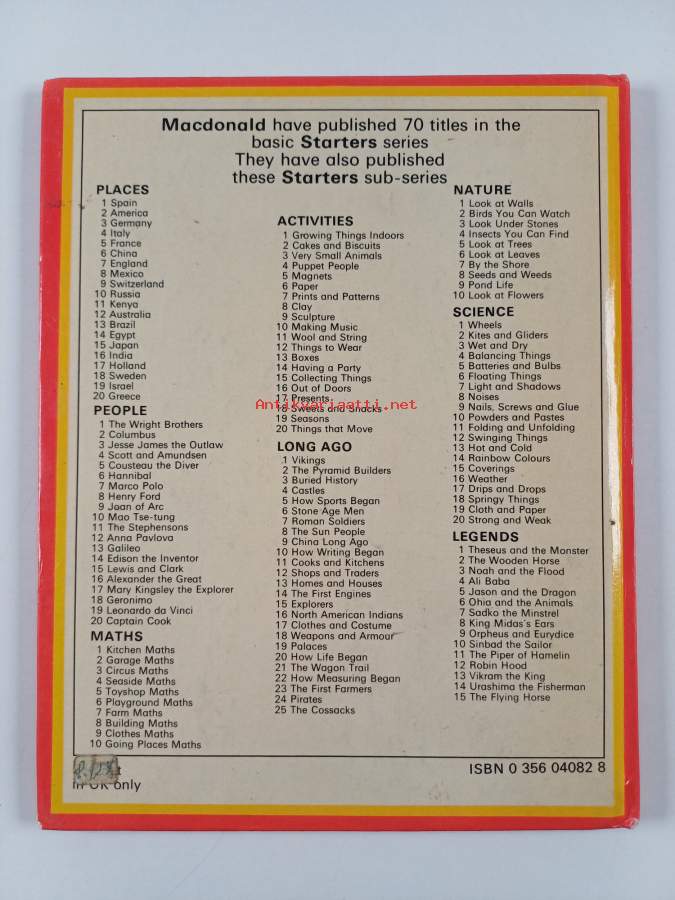 Macdonald have published 70 titles in the
basic Starters series
They have also published
these Starters sub-series
PLACES
1 Spain
2 America
3 Germany
4 Italy
5 France
6 China
7 England
8 Mexico
9 Switzerland
10 Russia
11 Kenya
12 Australia
13 Brazil
14 Egypt
15 Japan
16 India
17 Holland
18 Sweden
19 Israel
20 Greece
PEOPLE
1 The Wright Brothers
2 Columbus
3 Jesse James the Outlaw
4 Scott and Amundsen
5 Cousteau the Diver
6 Hannibal
7 Marco Polo
8 Henry Ford
9 Joan of Arc
10 Mao Tse-tung
11 The Stephensons
12 Anna Pavlova
13 Galileo
14 Edison the Inventor
15 Lewis and Clark
16 Alexander the Great
17 Mary Kingsley the Explorer
18 Geronimo
19 Leonardo da Vinci
20 Captain Cook
MATHS
1 Kitchen Maths
2 Garage Maths
3 Circus Maths
4 Seaside Maths
5 Toyshop Maths
6 Playground Maths
7 Farm Maths
8 Building Maths
9 Clothes Maths
10 Going Places Maths
ACTIVITIES
1 Growing Things Indoors
2 Cakes and Biscuits
3 Very Small Animals
4 Puppet People
5 Magnets
6 Paper
7 Prints and Patterns
8 Clay
9 Sculpture
10 Making Music
11 Wool and String
12 Things to Wear
13 Boxes
14 Having a Party
15 Collecting Things
16 Out of Doors
17 Presents
Antikvariaatti.net
18 Sweets and Snacks
19 Seasons
20 Things that Move
LONG AGO
1 Vikings
2 The Pyramid Builders
3 Buried History
4 Castles
5 How Sports Began
6 Stone Age Men
7 Roman Soldiers
8 The Sun People
9 China Long Ago
10 How Writing Began
11 Cooks and Kitchens
12 Shops and Traders
13 Homes and Houses
14 The First Engines
15 Explorers
16 North American Indians
17 Clothes and Costume
18 Weapons and Armour
19 Palaces
20 How Life Began
21 The Wagon Trail
22 How Measuring Began
23 The First Farmers
24 Pirates
25 The Cossacks
NATURE
1 Look at Walls
2 Birds You Can Watch
3 Look Under Stones
4 Insects You Can Find
5 Look at Trees
6 Look at Leaves
7 By the Shore
8 Seeds and Weeds
9 Pond Life
10 Look at Flowers
SCIENCE
1 Wheels
2 Kites and Gliders
3 Wet and Dry
4 Balancing Things
5 Batteries and Bulbs
6 Floating Things
7 Light and Shadows
8 Noises
9 Nails, Screws and Glue
10 Powders and Pastes
11 Folding and Unfolding
12 Swinging Things
13 Hot and Cold
14 Rainbow Colours
15 Coverings
16 Weather
17 Drips and Drops
18 Springy Things
19 Cloth and Paper
20 Strong and Weak
LEGENDS
1 Theseus and the Monster
2 The Wooden Horse
3 Noah and the Flood
4 Ali Baba
5 Jason and the Dragon
6 Ohia and the Animals
7 Sadko the Minstrel
8 King Midas's Ears
9 Orpheus and Eurydice
10 Sinbad the Sailor
11 The Piper of Hamelin
12 Robin Hood
13 Vikram the King
14 Urashima the Fisherman
15 The Flying Horse
in UK only
ISBN 0 356 04082 8